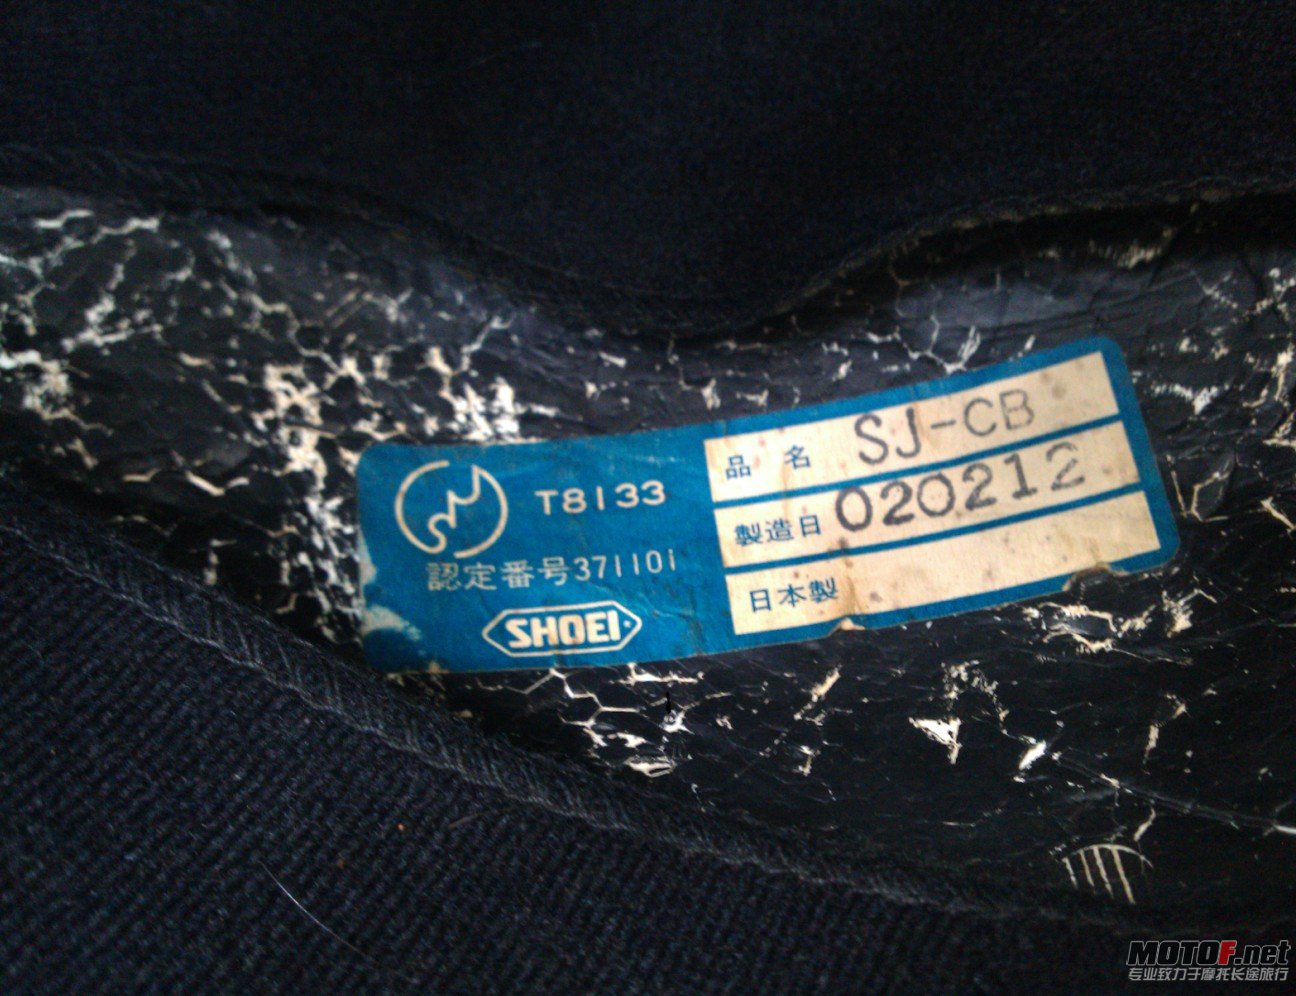 T8133
認定番号371101
SHOEI
品名 SJ-CB
製造日 020212
日本製
MOTOF.net
专业致力于摩托长途旅行